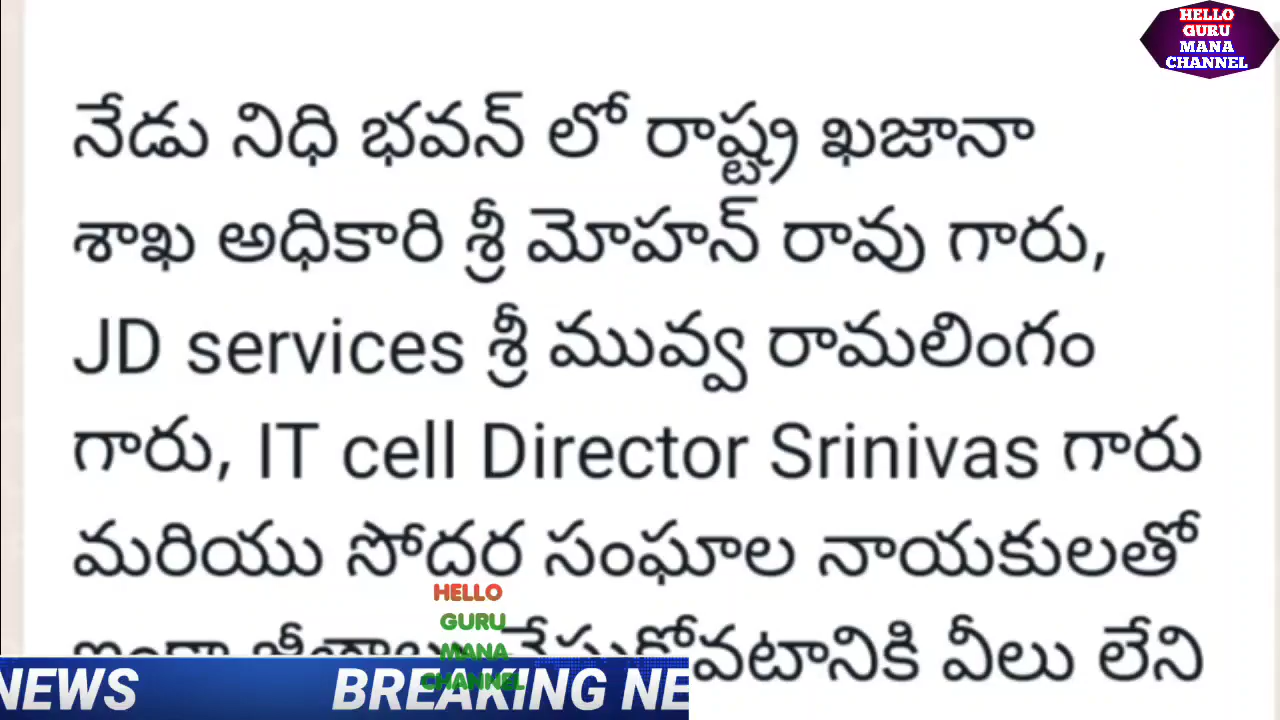 HELLO
GURU
MANA
CHANNEL
నేడు నిధి భవన్ లో రాష్ట్ర ఖజానా
శాఖ అధికారి శ్రీ మోహన్ రావు గారు,
JD services శ్రీ మువ్వ రామలింగం
గారు, IT cell Director Srinivas గారు
మరియు సోదర సంఘాల నాయకులతో
HELLO
GURU
MANA
CHANNEL
వీలు లేని
NEWS BREAKING NE